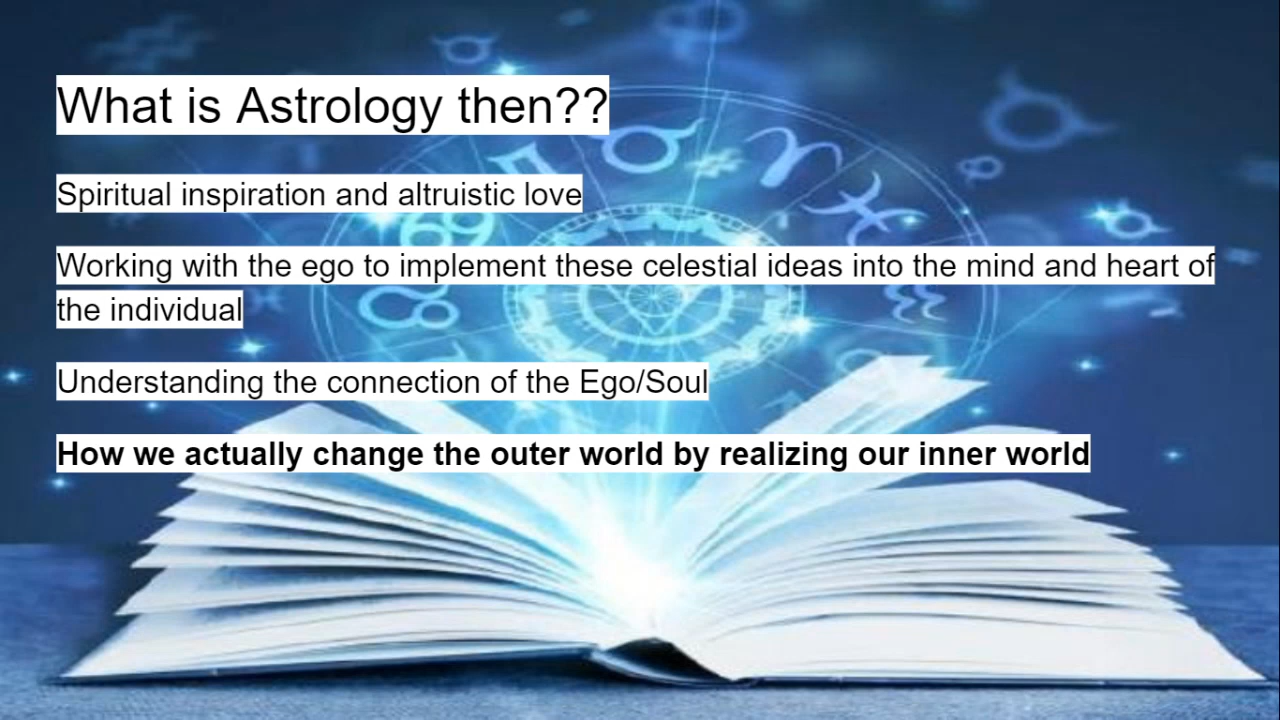 What is Astrology then??
Spiritual inspiration and altruistic love
Working with the ego to implement these celestial ideas into the mind and heart of
the individual
Understanding the connection of the Ego/Soul
How we actually change the outer world by realizing our inner world